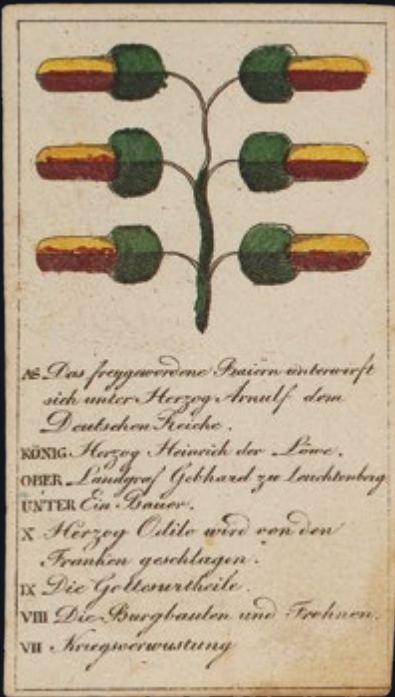 AS Das freygewordene Baiern unterwirft
sich unter Herzog Arnulf dem
Deutschen Reiche.
KÖNIG Herzog Heinrich der Löwe.
OBER Landgraf Gebhard zu Leuchtenberg
UNTER Ein Bauer.
X Herzog Odilo wird von den
Franken geschlagen.
IX Die Gottesurtheile.
VIII Die Burgbauten und Frohnen.
VII Kriegsverwustung